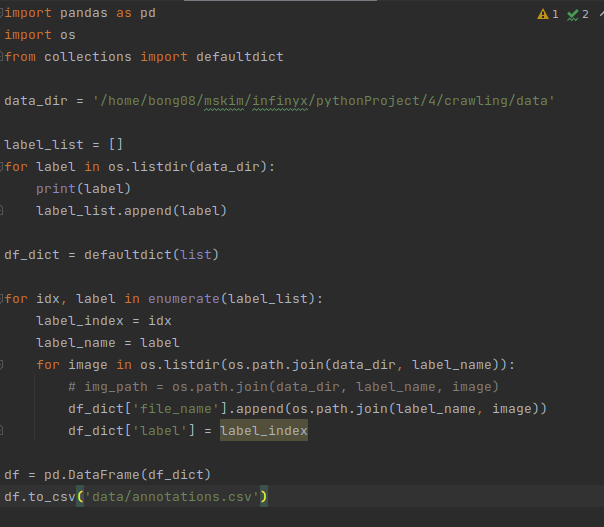 import pandas as pd
1 2
import os
from collections import defaultdict
data_dir = '/home/bong08/mskim/infinyx/pythonProject/4/crawling/data'
label_list = []
for label in os.listdir(data_dir):
    print(label)
    label_list.append(label)
df_dict = defaultdict(list)
for idx, label in enumerate(label_list):
    label_index = idx
    label_name = label
    for image in os.listdir(os.path.join(data_dir, label_name)):
        # img_path = os.path.join(data_dir, label_name, image)
        df_dict['file_name'].append(os.path.join(label_name, image))
        df_dict['label'] = label_index
df = pd.DataFrame(df_dict)
df.to_csv('data/annotations.csv')